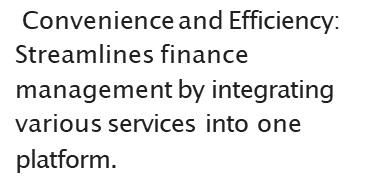 Convenience and Efficiency:
Streamlines finance
management by integrating
various services into one
platform.